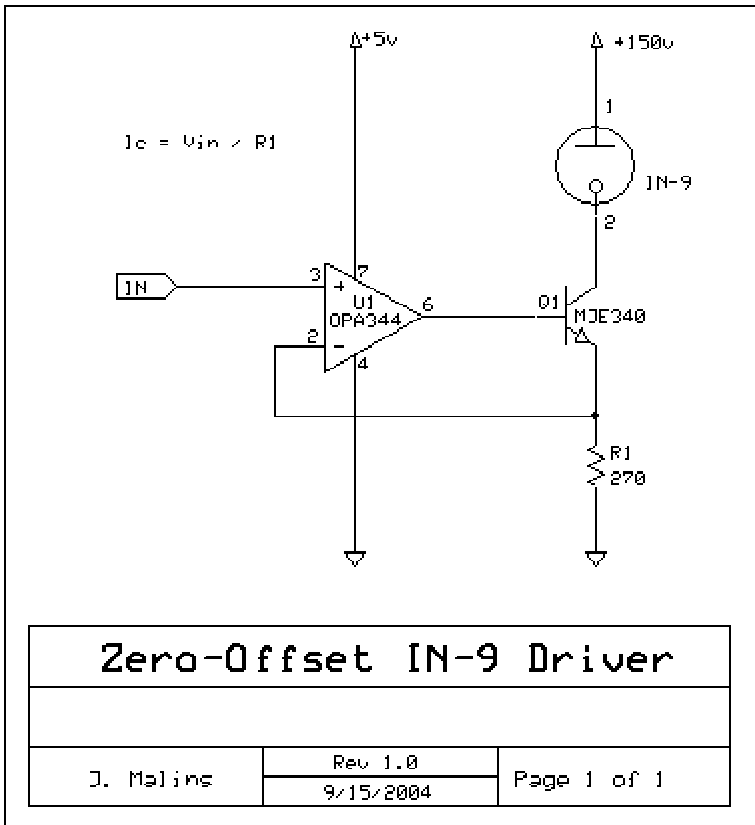 +5v
+150v
1
Ic = Vin / R1
IN-9
2
IN
3
+
7
U1
OPA344
6
Q1
MJE340
2
-
4
R1
270
Zero-Offset IN-9 Driver
J. Maling
Rev 1.0
9/15/2004
Page 1 of 1